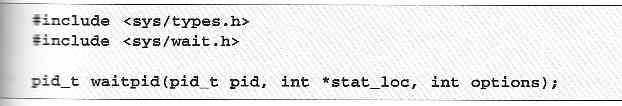 #include <sys/types.h>
#include <sys/wait.h>
pid_t waitpid(pid_t pid, int *stat_loc, int options);